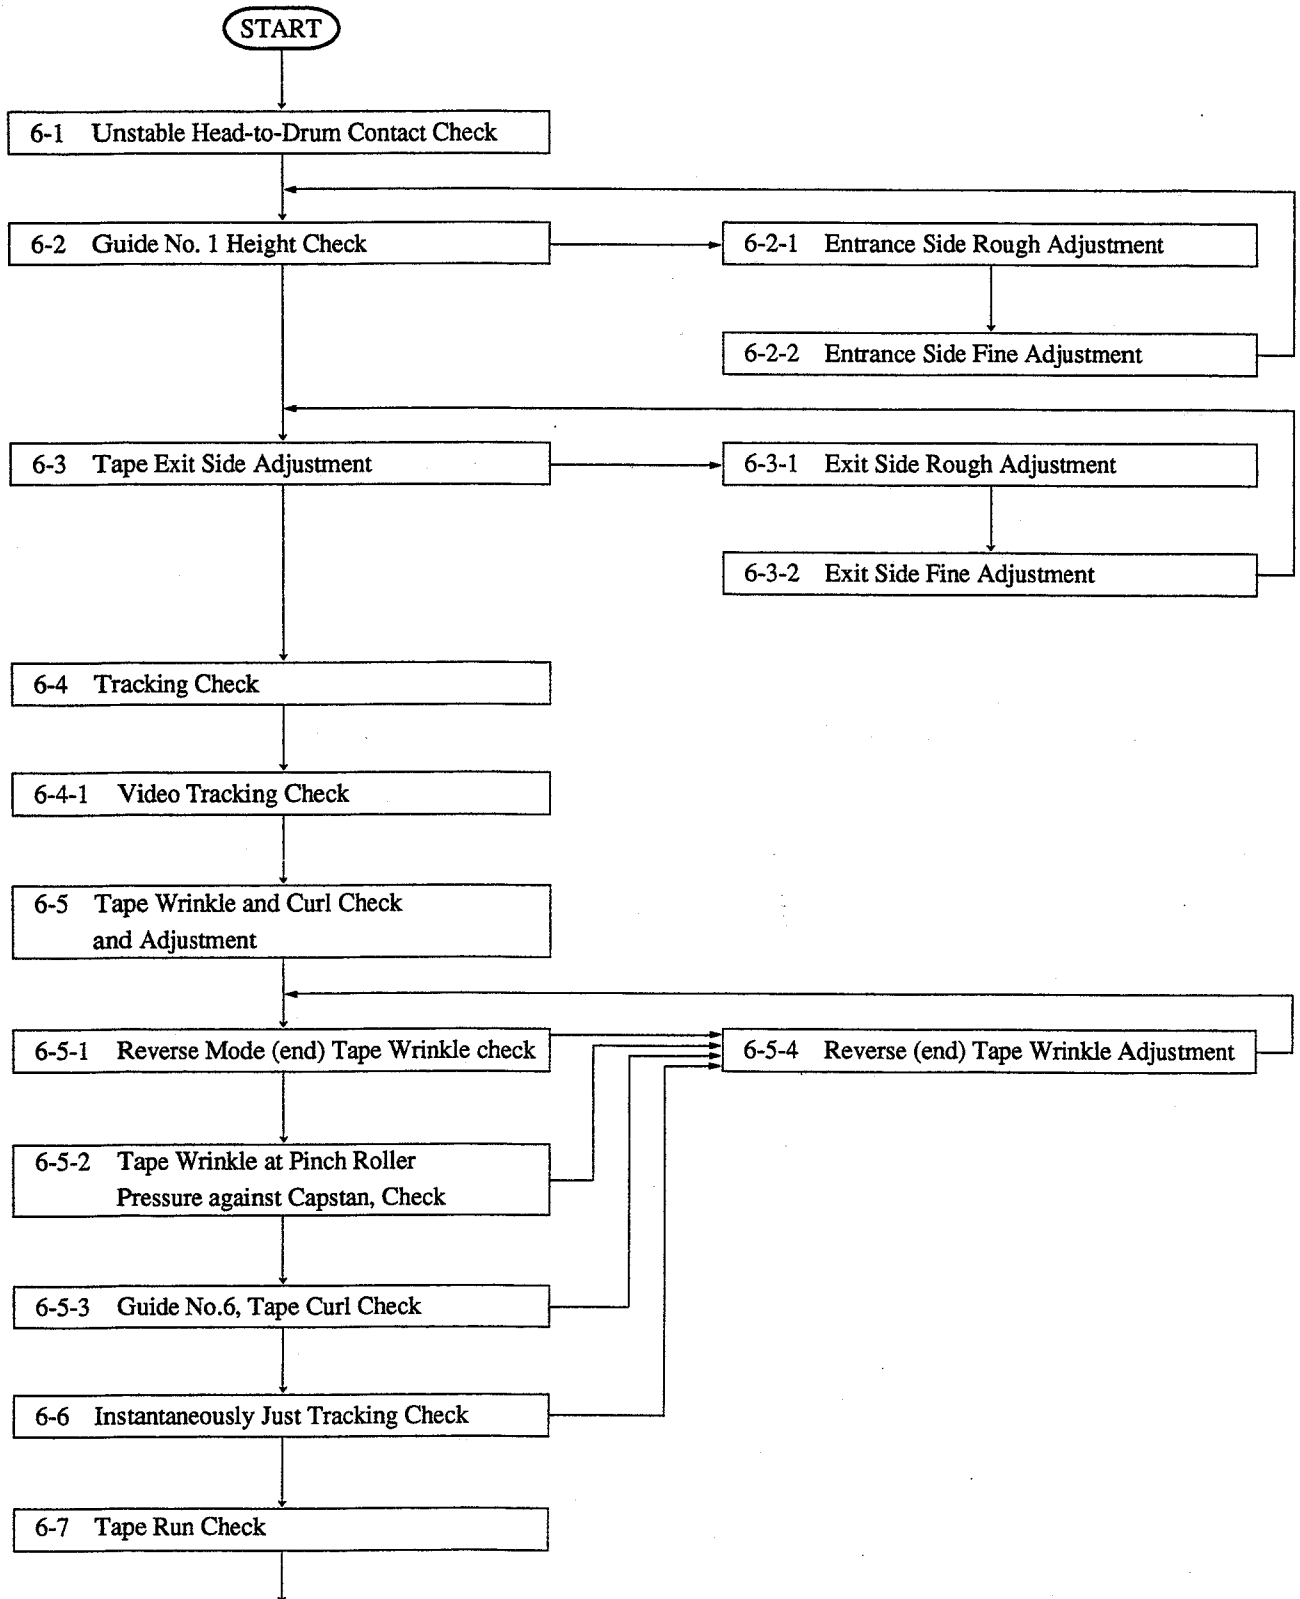 START
6-1 Unstable Head-to-Drum Contact Check
6-2 Guide No. 1 Height Check
6-2-1 Entrance Side Rough Adjustment
6-2-2 Entrance Side Fine Adjustment
6-3 Tape Exit Side Adjustment
6-3-1 Exit Side Rough Adjustment
6-3-2 Exit Side Fine Adjustment
6-4 Tracking Check
6-4-1 Video Tracking Check
6-5 Tape Wrinkle and Curl Check
and Adjustment
6-5-1 Reverse Mode (end) Tape Wrinkle check
6-5-4 Reverse (end) Tape Wrinkle Adjustment
6-5-2 Tape Wrinkle at Pinch Roller
Pressure against Capstan, Check
6-5-3 Guide No.6, Tape Curl Check
6-6 Instantaneously Just Tracking Check
6-7 Tape Run Check